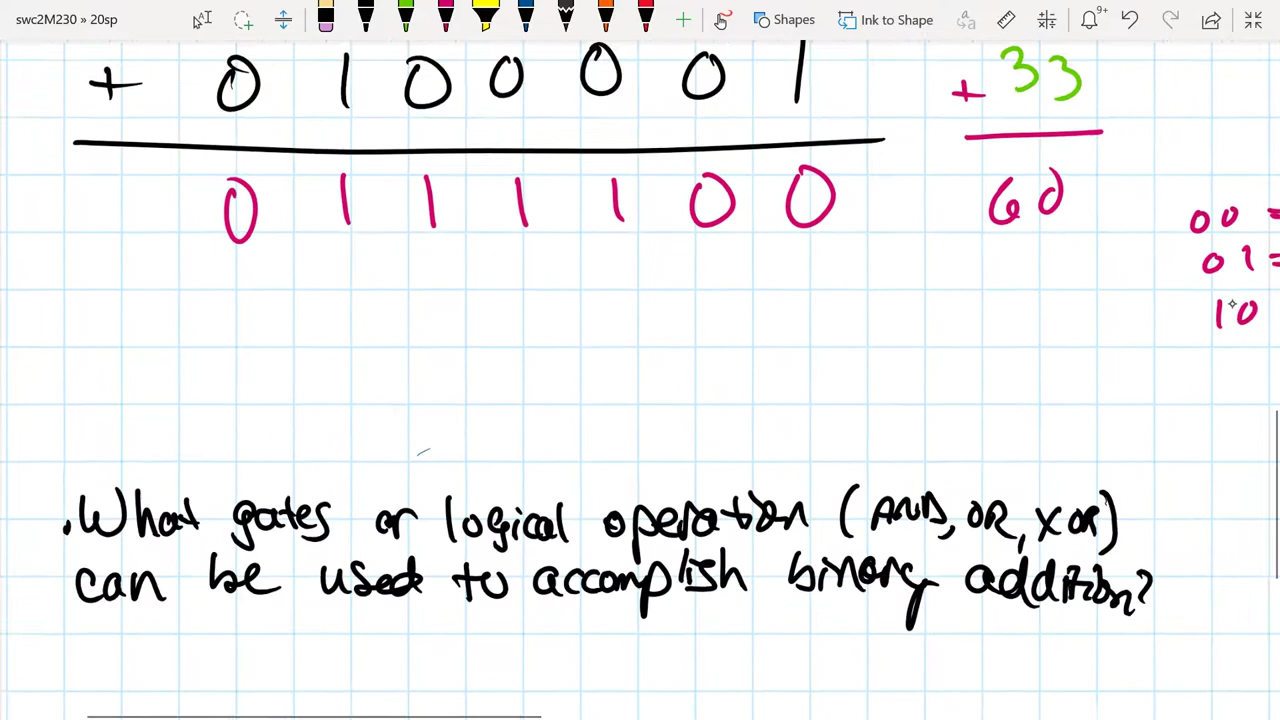 swc2M230 » 20sp
Shapes
Ink to Shape
9+
+ 0 1 0 0 0 0 1
+ 33
0 1 1 1 1 0 0
60
00 =
01 =
10
.What gates or logical operation (AND, OR, XOR)
can be used to accomplish binary addition?